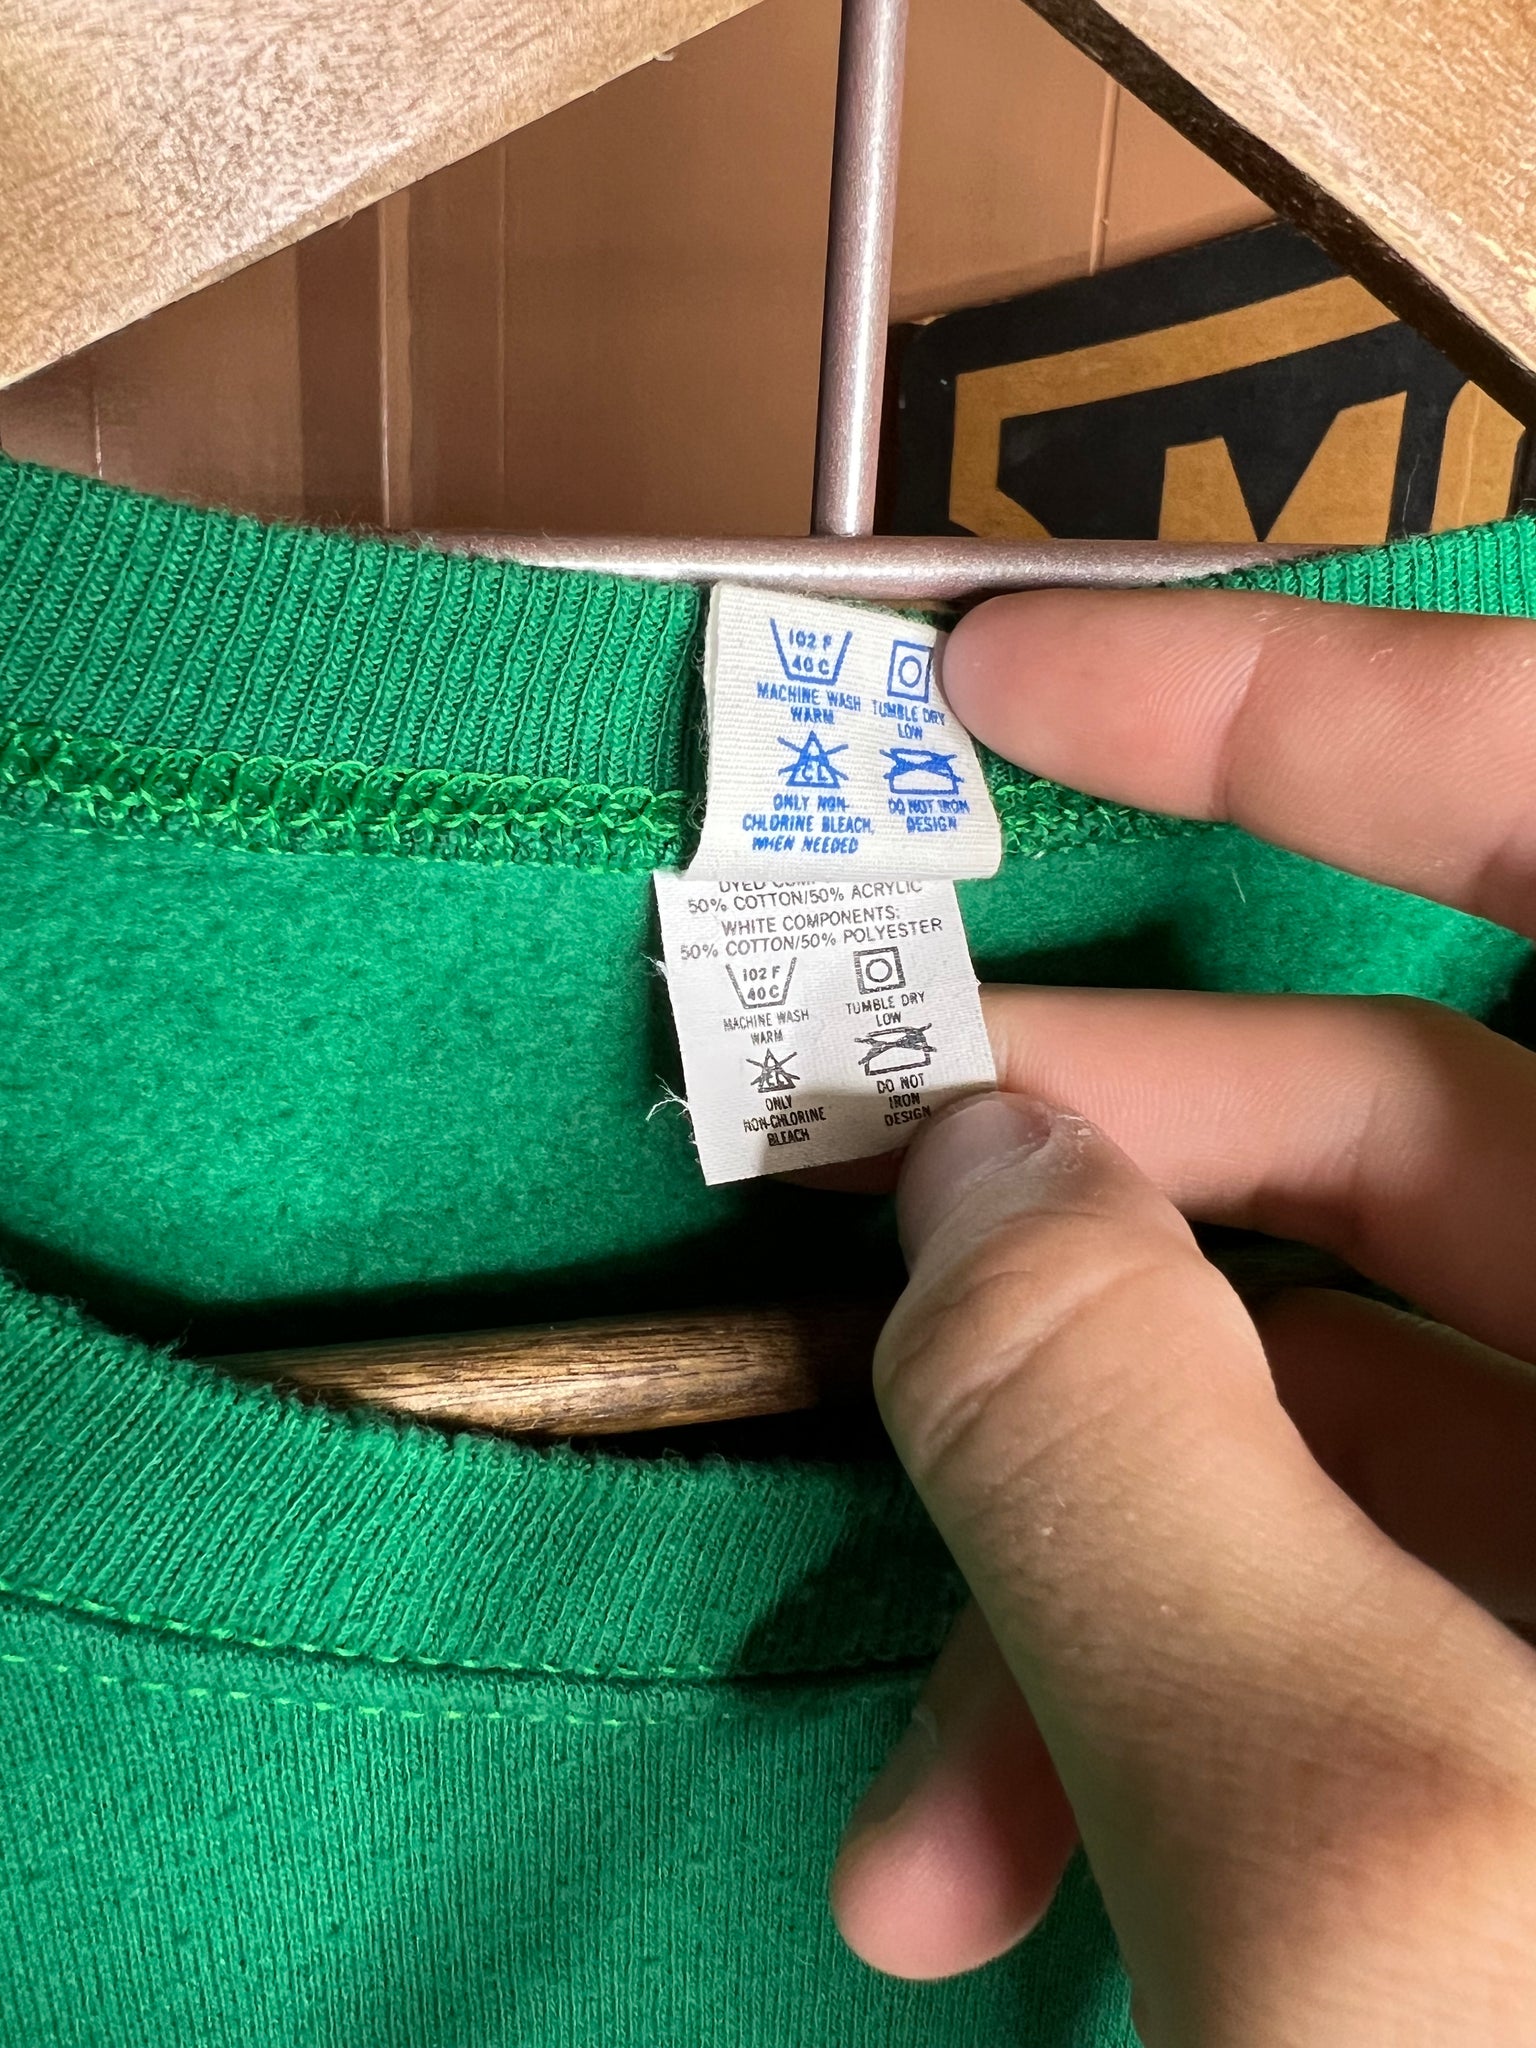 102 F
40 C
MACHINE WASH
WARM
TUMBLE DRY
LOW
CL
ONLY NON-
CHLORINE BLEACH,
WHEN NEEDED
DO NOT IRON
DESIGN
DYED
50% COTTON/50% ACRYLIC
WHITE COMPONENTS:
50% COTTON/50% POLYESTER
102 F
40 C
MACHINE WASH
WARM
TUMBLE DRY
LOW
CL
ONLY
NON-CHLORINE
BLEACH
DO NOT
IRON
DESIGN